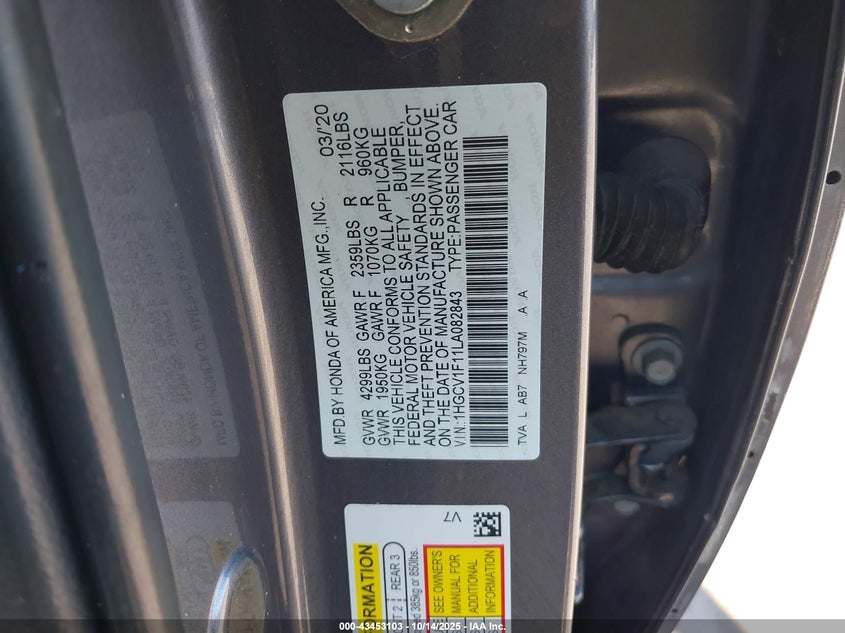 MFD.BY HONDA OF AMERICA MFG.,INC. 03/'20
GVWR 4299LBS GAWR F 2359LBS R 2116LBS
GVWR 1950KG GAWR F 1070KG R 960KG
THIS VEHICLE CONFORMS TO ALL APPLICABLE
FEDERAL MOTOR VEHICLE SAFETY , BUMPER,
AND THEFT PREVENTION STANDARDS IN EFFECT
ON THE DATE OF MANUFACTURE SHOWN ABOVE.
V.I.N.:1HGCV1F11LA082843 TYPE:PASSENGER CAR
TVA L AB7 NH797M A A
V7
REAR 3
385kg or 850lbs.
SEE OWNER'S
MANUAL FOR
ADDITIONAL
INFORMATION
000-43453103 - 10/14/2025 - IAA Inc.